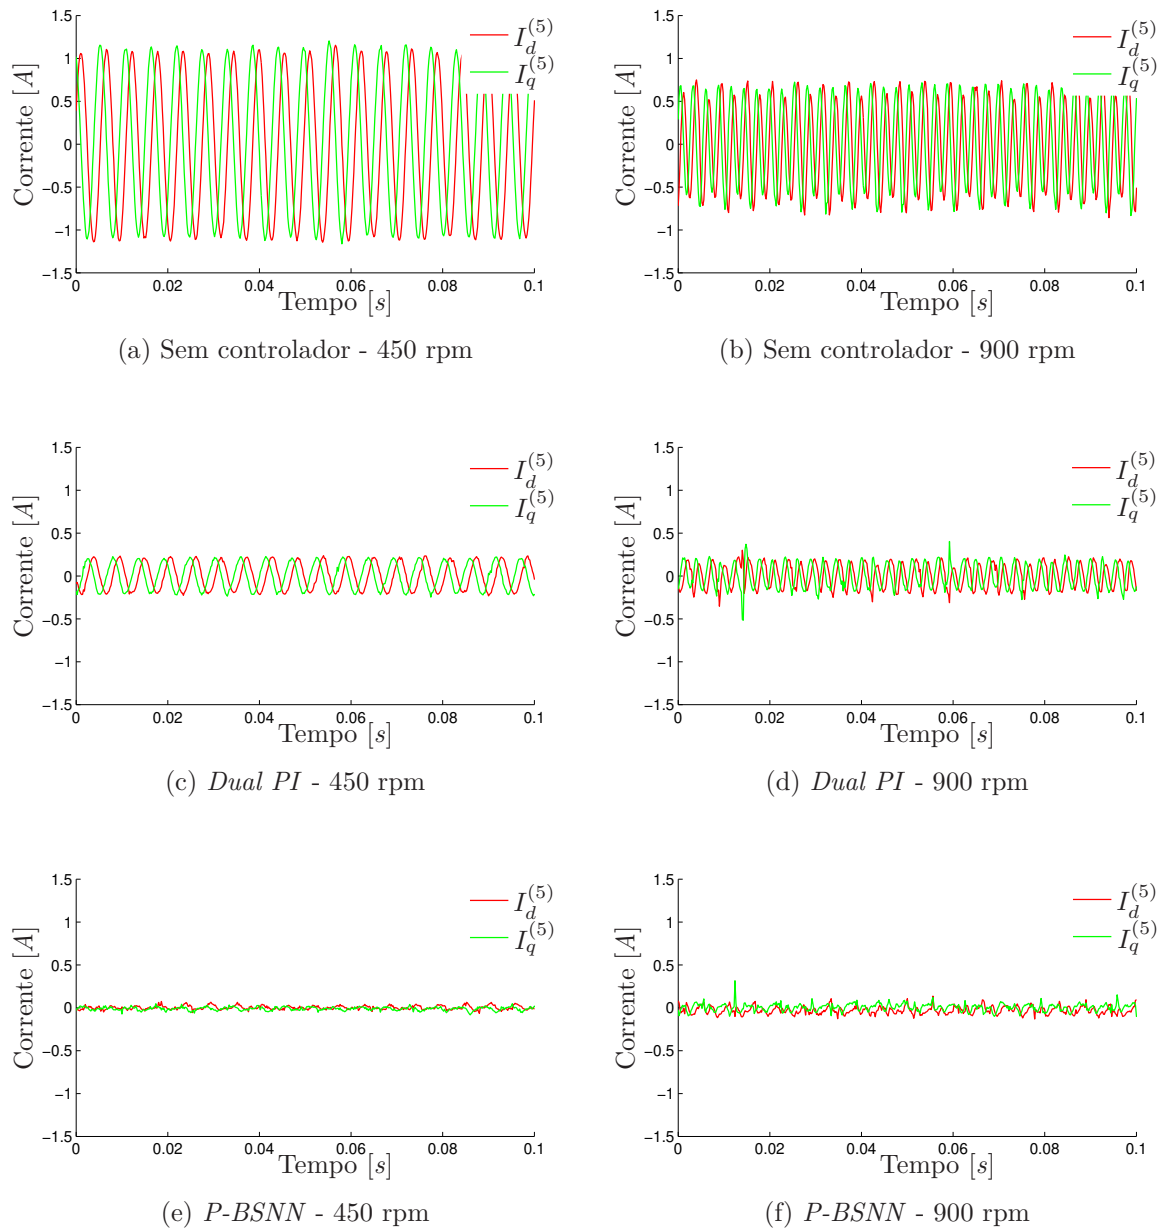 1.5
1
0.5
0
−0.5
−1
−1.5
Corrente [A]
0 0.02 0.04 0.06 0.08 0.1
Tempo [s]
I_d^{(5)}
I_q^{(5)}
(a) Sem controlador - 450 rpm
1.5
1
0.5
0
−0.5
−1
−1.5
Corrente [A]
0 0.02 0.04 0.06 0.08 0.1
Tempo [s]
I_d^{(5)}
I_q^{(5)}
(b) Sem controlador - 900 rpm
1.5
1
0.5
0
−0.5
−1
−1.5
Corrente [A]
0 0.02 0.04 0.06 0.08 0.1
Tempo [s]
I_d^{(5)}
I_q^{(5)}
(c) Dual PI - 450 rpm
1.5
1
0.5
0
−0.5
−1
−1.5
Corrente [A]
0 0.02 0.04 0.06 0.08 0.1
Tempo [s]
I_d^{(5)}
I_q^{(5)}
(d) Dual PI - 900 rpm
1.5
1
0.5
0
−0.5
−1
−1.5
Corrente [A]
0 0.02 0.04 0.06 0.08 0.1
Tempo [s]
I_d^{(5)}
I_q^{(5)}
(e) P-BSNN - 450 rpm
1.5
1
0.5
0
−0.5
−1
−1.5
Corrente [A]
0 0.02 0.04 0.06 0.08 0.1
Tempo [s]
I_d^{(5)}
I_q^{(5)}
(f) P-BSNN - 900 rpm